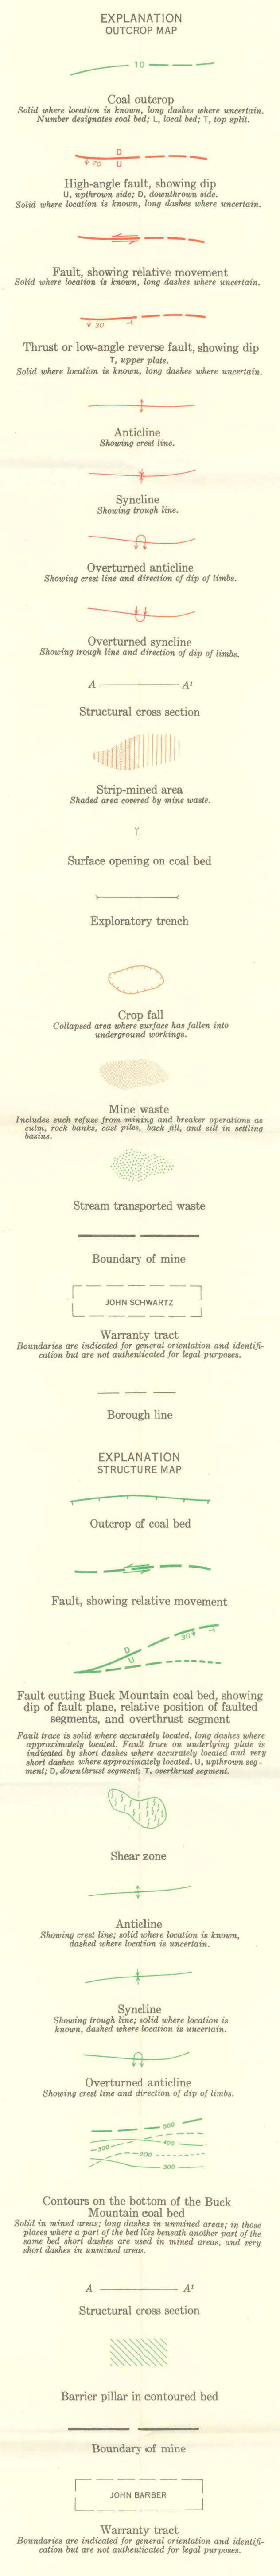 EXPLANATION
OUTCROP MAP
10
Coal outcrop
Solid where location is known, long dashes where uncertain.
Number designates coal bed; L, local bed; T, top split.
D
70 U
High-angle fault, showing dip
U, upthrown side; D, downthrown side.
Solid where location is known, long dashes where uncertain.
Fault, showing relative movement
Solid where location is known, long dashes where uncertain.
30 T
Thrust or low-angle reverse fault, showing dip
T, upper plate.
Solid where location is known, long dashes where uncertain.
Anticline
Showing crest line.
Syncline
Showing trough line.
Overturned anticline
Showing crest line and direction of dip of limbs.
Overturned syncline
Showing trough line and direction of dip of limbs.
A A'
Structural cross section
Strip-mined area
Shaded area covered by mine waste.
Surface opening on coal bed
Exploratory trench
Crop fall
Collapsed area where surface has fallen into
underground workings.
Mine waste
Includes such refuse from mining and breaker operations as
culm, rock banks, cast piles, back fill, and silt in settling
basins.
Stream transported waste
Boundary of mine
JOHN SCHWARTZ
Warranty tract
Boundaries are indicated for general orientation and identifi-
cation but are not authenticated for legal purposes.
Borough line
EXPLANATION
STRUCTURE MAP
Outcrop of coal bed
Fault, showing relative movement
D
U
30 T
Fault cutting Buck Mountain coal bed, showing
dip of fault plane, relative position of faulted
segments, and overthrust segment
Fault trace is solid where accurately located, long dashes where
approximately located. Fault trace on underlying plate is
indicated by short dashes where accurately located and very
short dashes where approximately located. U, upthrown seg-
ment; D, downthrust segment; T, overthrust segment.
Shear zone
Anticline
Showing crest line; solid where location is known,
dashed where location is uncertain.
Syncline
Showing trough line; solid where location is
known, dashed where location is uncertain.
Overturned anticline
Showing crest line and direction of dip of limbs.
500
300 400
200
300
Contours on the bottom of the Buck
Mountain coal bed
Solid in mined areas; long dashes in unmined areas; in those
places where a part of the bed lies beneath another part of the
same bed short dashes are used in mined areas, and very
short dashes in unmined areas.
A A'
Structural cross section
Barrier pillar in contoured bed
Boundary of mine
JOHN BARBER
Warranty tract
Boundaries are indicated for general orientation and identifi-
cation but are not authenticated for legal purposes.